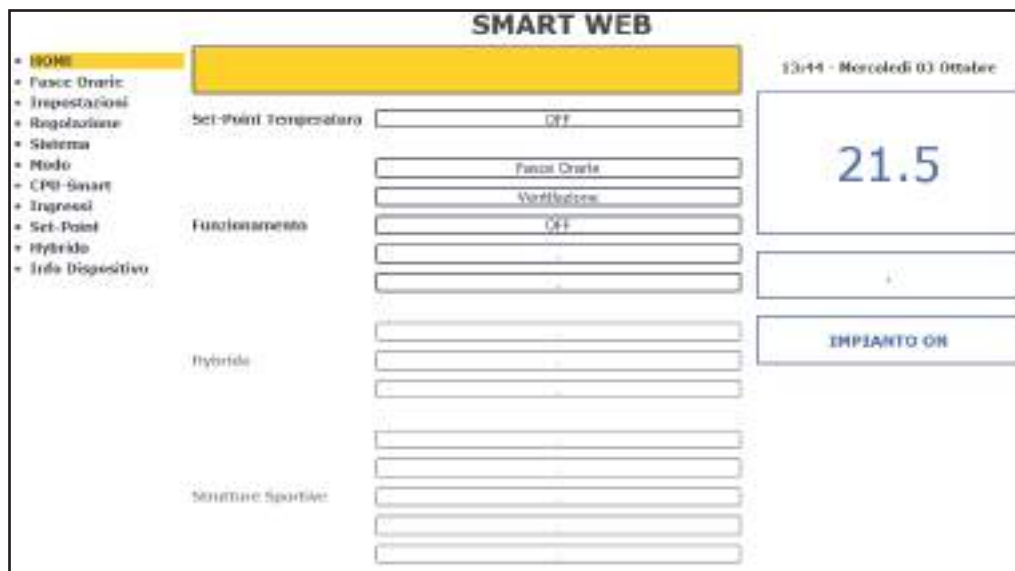 SMART WEB
HOME
Fasce Orarie
Impostazioni
Regolazione
Sistema
Modo
CPU-Smart
Ingressi
Set-Point
Hybrido
Info Dispositivo
Set-Point Temperatura
OFF
Fasce Orarie
Ventilazione
Funzionamento
OFF
Hybrido
Strutture Sportive
13:44 - Mercoledì 03 Ottobre
21.5
IMPIANTO ON